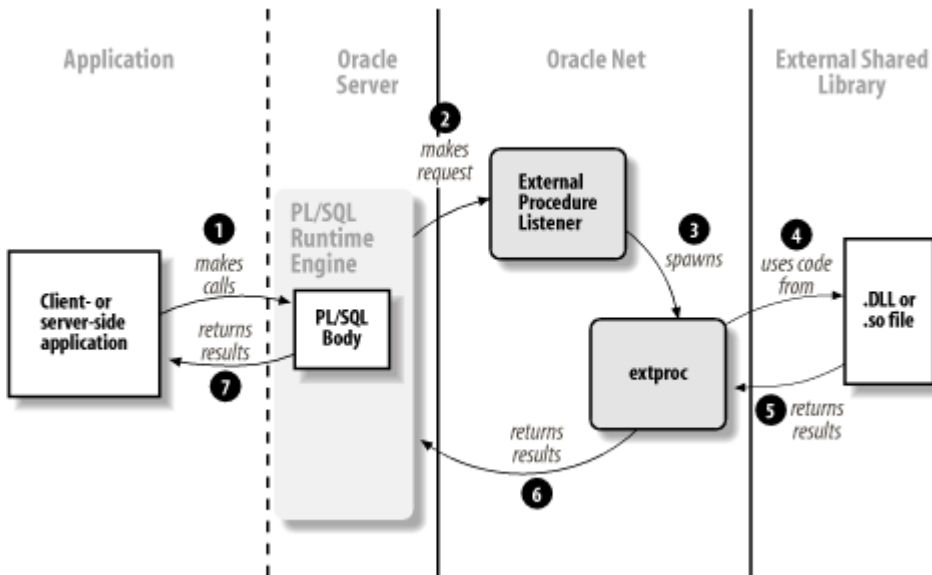 Application
Oracle
Server
Oracle Net
External Shared
Library
2
makes
request
External
Procedure
Listener
PL/SQL
Runtime
Engine
1
makes
calls
3
spawns
4
uses code
from
Client- or
server-side
application
PL/SQL
Body
.DLL or
.so file
returns
results
7
extproc
5
returns
results
returns
results
6